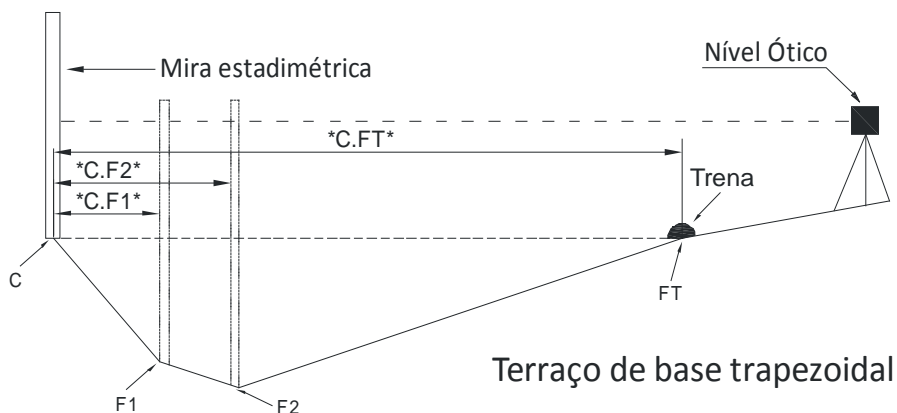 Mira estadimétrica
Nível Ótico
*C.FT*
*C.F2*
*C.F1*
Trena
C
FT
F1
F2
Terraço de base trapezoidal